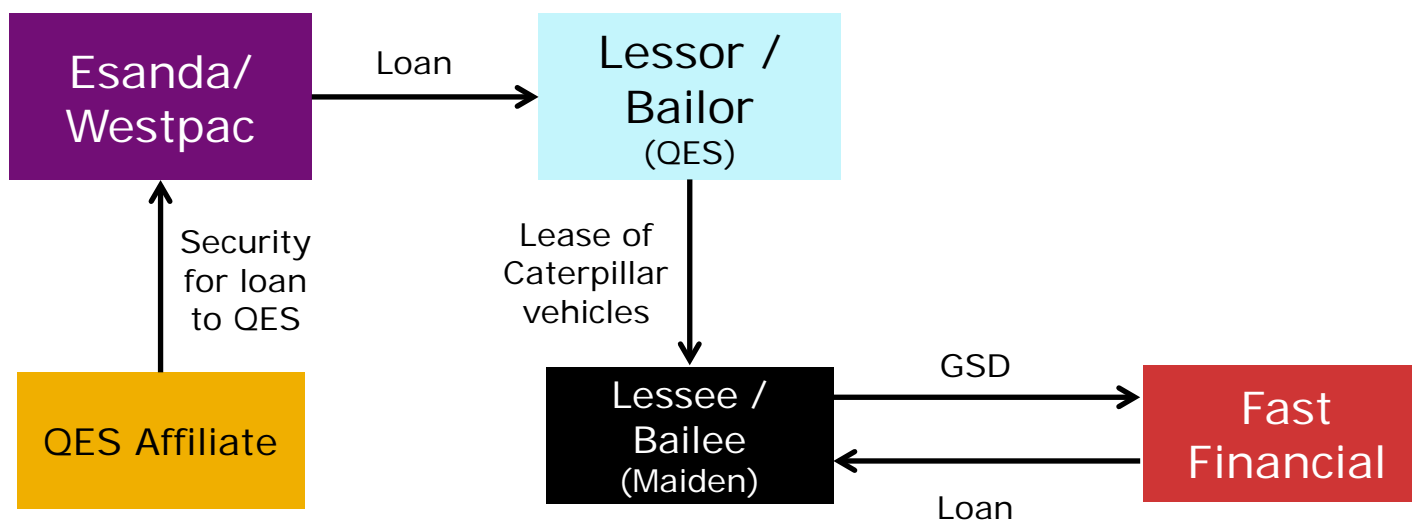 Esanda/
Westpac
Loan
Lessor /
Bailor
(QES)
Security
for loan
to QES
Lease of
Caterpillar
vehicles
QES Affiliate
Lessee /
Bailee
(Maiden)
GSD
Loan
Fast
Financial